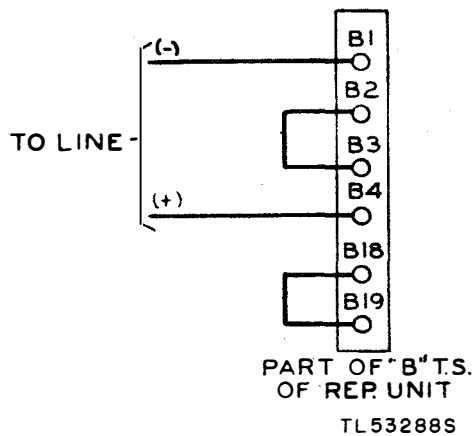 (-)
B1
B2
TO LINE
B3
(+)
B4
B18
B19
PART OF "B" T.S.
OF REP. UNIT
TL53288S